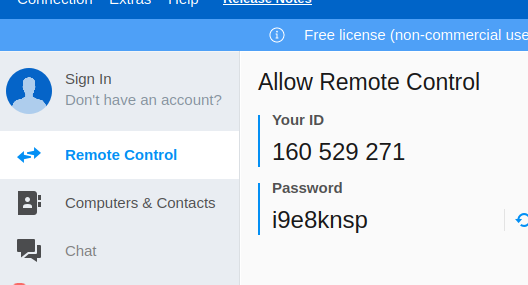 Connection Extras Help Release Notes
Free license (non-commercial use
Sign In
Don't have an account?
Remote Control
Computers & Contacts
Chat
Allow Remote Control
Your ID
160 529 271
Password
i9e8knsp